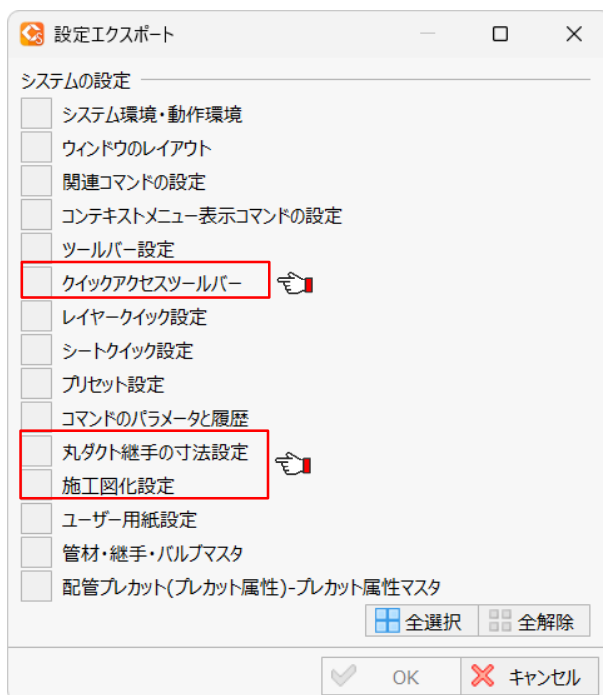 設定エクスポート
システムの設定
システム環境・動作環境
ウィンドウのレイアウト
関連コマンドの設定
コンテキストメニュー表示コマンドの設定
ツールバー設定
クイックアクセスツールバー
レイヤークイック設定
シートクイック設定
プリセット設定
コマンドのパラメータと履歴
丸ダクト継手の寸法設定
施工図化設定
ユーザー用紙設定
管材・継手・バルブマスタ
配管プレカット(プレカット属性)-プレカット属性マスタ
全選択 全解除
OK キャンセル